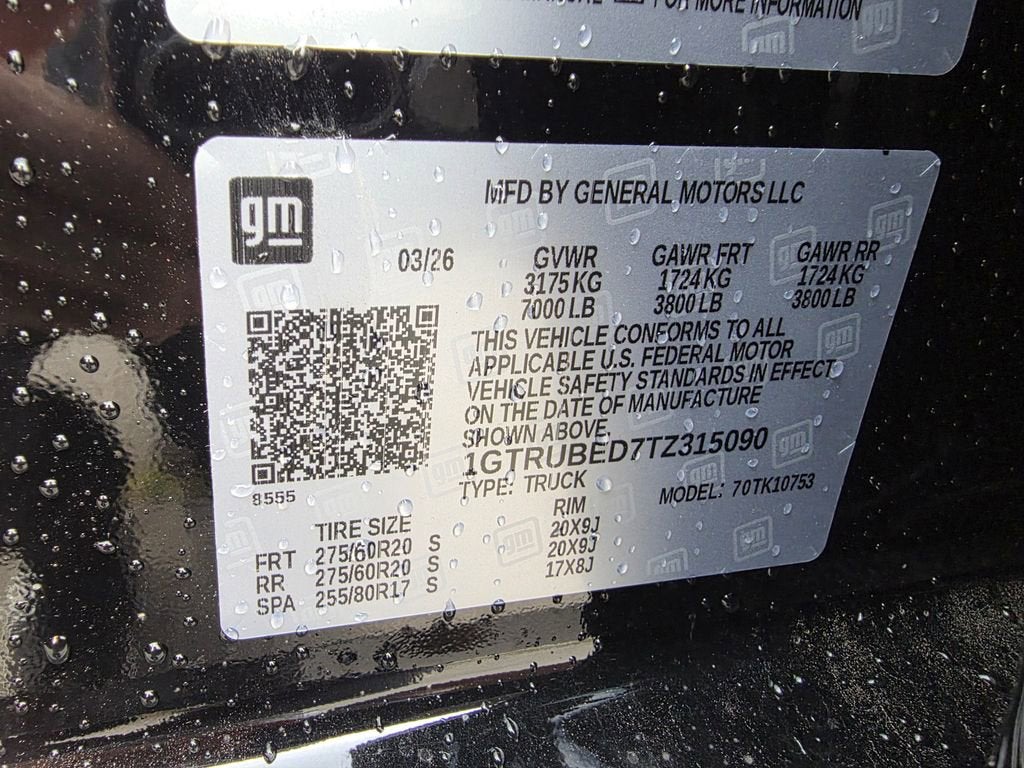 FOR MORE INFORMATION
gm
MFD BY GENERAL MOTORS LLC
03/26 GVWR GAWR FRT GAWR RR
3175 KG 1724 KG 1724 KG
7000 LB 3800 LB 3800 LB
THIS VEHICLE CONFORMS TO ALL
APPLICABLE U.S. FEDERAL MOTOR
VEHICLE SAFETY STANDARDS IN EFFECT
ON THE DATE OF MANUFACTURE
SHOWN ABOVE.
1GTRUBED7TZ315090
TYPE: TRUCK MODEL: 70TK10753
8555
TIRE SIZE RIM
FRT 275/60R20 S 20X9J
RR 275/60R20 S 20X9J
SPA 255/80R17 S 17X8J